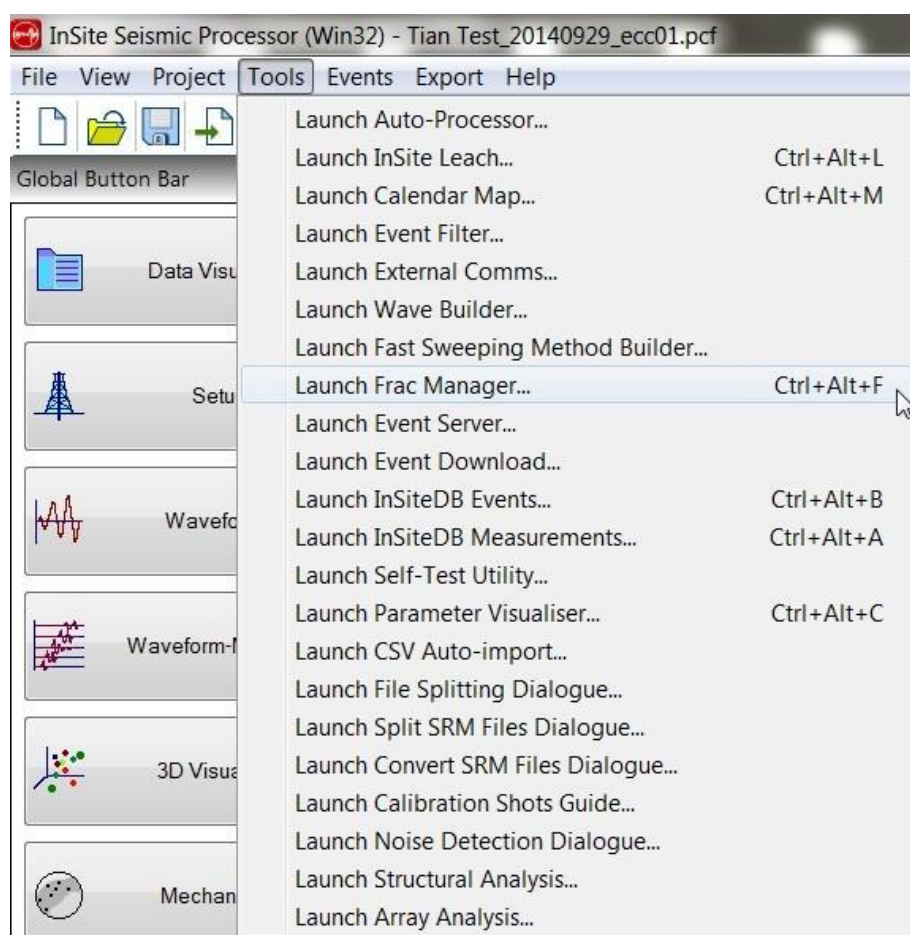 InSite Seismic Processor (Win32) - Tian Test_20140929_ecc01.pcf
File View Project Tools Events Export Help
Global Button Bar
Data Visu
Setu
Wavefo
Waveform-
3D Visua
Mechan
Launch Auto-Processor...
Launch InSite Leach... Ctrl+Alt+L
Launch Calendar Map... Ctrl+Alt+M
Launch Event Filter...
Launch External Comms...
Launch Wave Builder...
Launch Fast Sweeping Method Builder...
Launch Frac Manager... Ctrl+Alt+F
Launch Event Server...
Launch Event Download...
Launch InSiteDB Events... Ctrl+Alt+B
Launch InSiteDB Measurements... Ctrl+Alt+A
Launch Self-Test Utility...
Launch Parameter Visualiser... Ctrl+Alt+C
Launch CSV Auto-import...
Launch File Splitting Dialogue...
Launch Split SRM Files Dialogue...
Launch Convert SRM Files Dialogue...
Launch Calibration Shots Guide...
Launch Noise Detection Dialogue...
Launch Structural Analysis...
Launch Array Analysis...